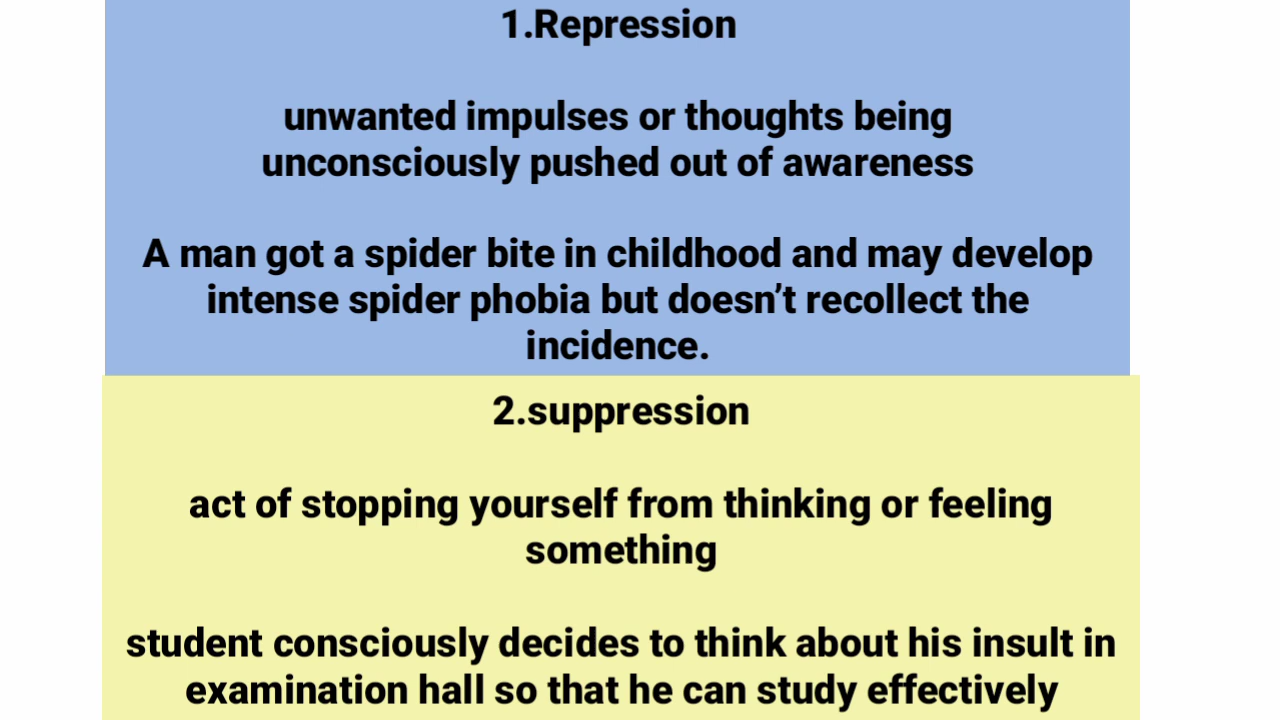 1.Repression
unwanted impulses or thoughts being
unconsciously pushed out of awareness
A man got a spider bite in childhood and may develop
intense spider phobia but doesn’t recollect the
incidence.
2.suppression
act of stopping yourself from thinking or feeling
something
student consciously decides to think about his insult in
examination hall so that he can study effectively